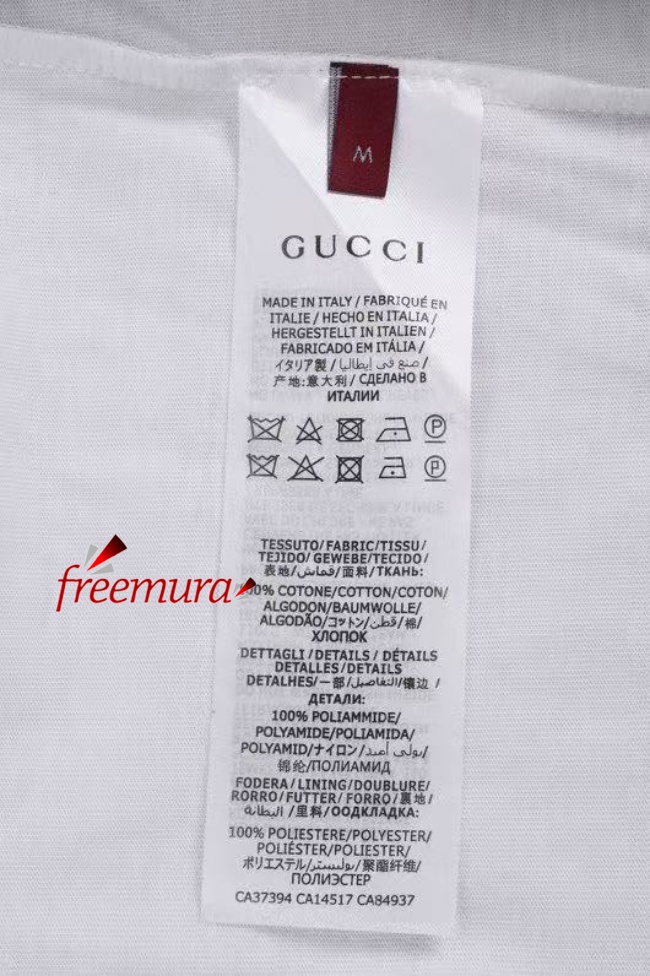 M
GUCCI
MADE IN ITALY / FABRIQUÉ EN
ITALIE / HECHO EN ITALIA /
HERGESTELLT IN ITALIEN /
FABRICADO EM ITÁLIA /
イタリア製 / صنع في إيطاليا /
产地:意大利 / СДЕЛАНО В
ИТАЛИИ
P
P
TESSUTO/FABRIC/TISSU/
TEJIDO/GEWEBE/TECIDO/
表地/قماش/面料/ТКАНЬ:
freemura
COTONE/COTTON/COTON/
ALGODON/BAUMWOLLE/
ALGODÃO/コットン/قطن/棉/
ХЛОПОК
DETTAGLI/DETAILS/DÉTAILS
DETALLES/DETAILS
DETALHES/一部/التفاصيل/镶边 /
ДЕТАЛИ:
100% POLIAMMIDE/
POLYAMIDE/POLIAMIDA/
POLYAMID/ナイロン/بولي أميد/
锦纶/ПОЛИАМИД
FODERA/LINING/DOUBLURE/
RORRO/FUTTER/FORRO/裏地/
البطانة/里料/ООДКЛАДКА:
100% POLIESTERE/POLYESTER/
POLIÉSTER/POLIESTER/
ポリエステル/بوليستر/聚酯纤维/
ПОЛИЭСТЕР
CA37394 CA14517 CA84937